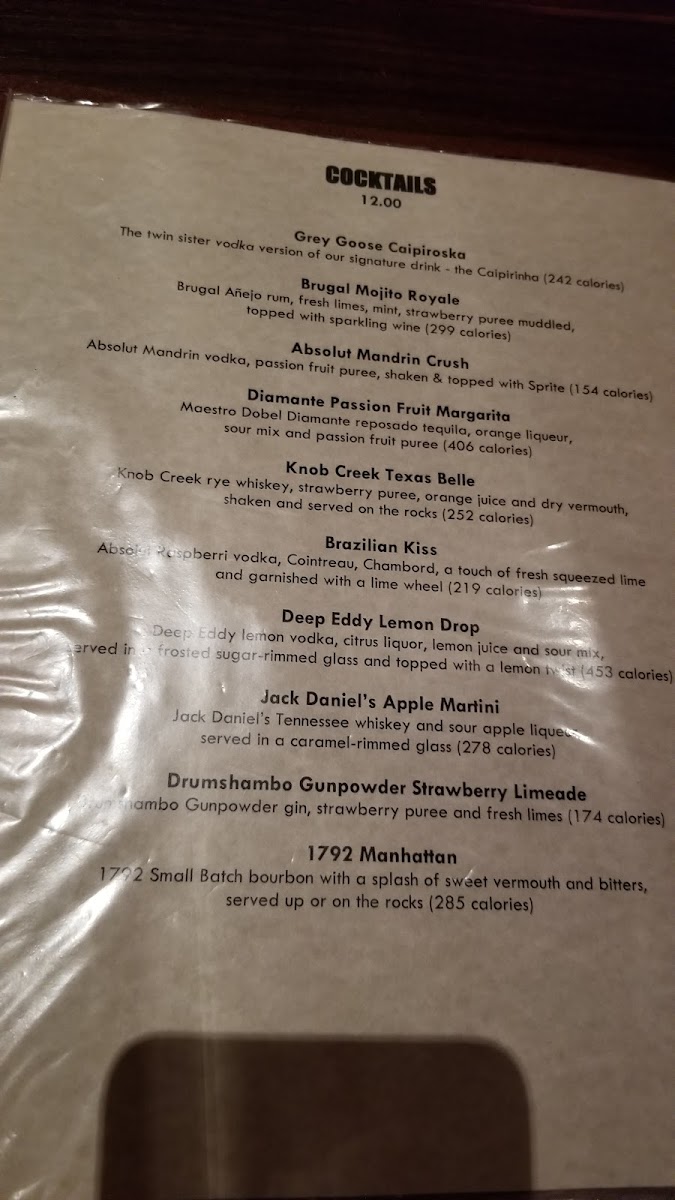 COCKTAILS
12.00
Grey Goose Caipiroska
The twin sister vodka version of our signature drink - the Caipirinha (242 calories)
Brugal Mojito Royale
Brugal Añejo rum, fresh limes, mint, strawberry puree muddled,
topped with sparkling wine (299 calories)
Absolut Mandrin Crush
Absolut Mandrin vodka, passion fruit puree, shaken & topped with Sprite (154 calories)
Diamante Passion Fruit Margarita
Maestro Dobel Diamante reposado tequila, orange liqueur,
sour mix and passion fruit puree (406 calories)
Knob Creek Texas Belle
Knob Creek rye whiskey, strawberry puree, orange juice and dry vermouth,
shaken and served on the rocks (252 calories)
Brazilian Kiss
Absolut Raspberri vodka, Cointreau, Chambord, a touch of fresh squeezed lime
and garnished with a lime wheel (219 calories)
Deep Eddy Lemon Drop
Deep Eddy lemon vodka, citrus liquor, lemon juice and sour mix,
served in a frosted sugar-rimmed glass and topped with a lemon twist (453 calories)
Jack Daniel's Apple Martini
Jack Daniel's Tennessee whiskey and sour apple liqueur,
served in a caramel-rimmed glass (278 calories)
Drumshambo Gunpowder Strawberry Limeade
Drumshambo Gunpowder gin, strawberry puree and fresh limes (174 calories)
1792 Manhattan
1792 Small Batch bourbon with a splash of sweet vermouth and bitters,
served up or on the rocks (285 calories)